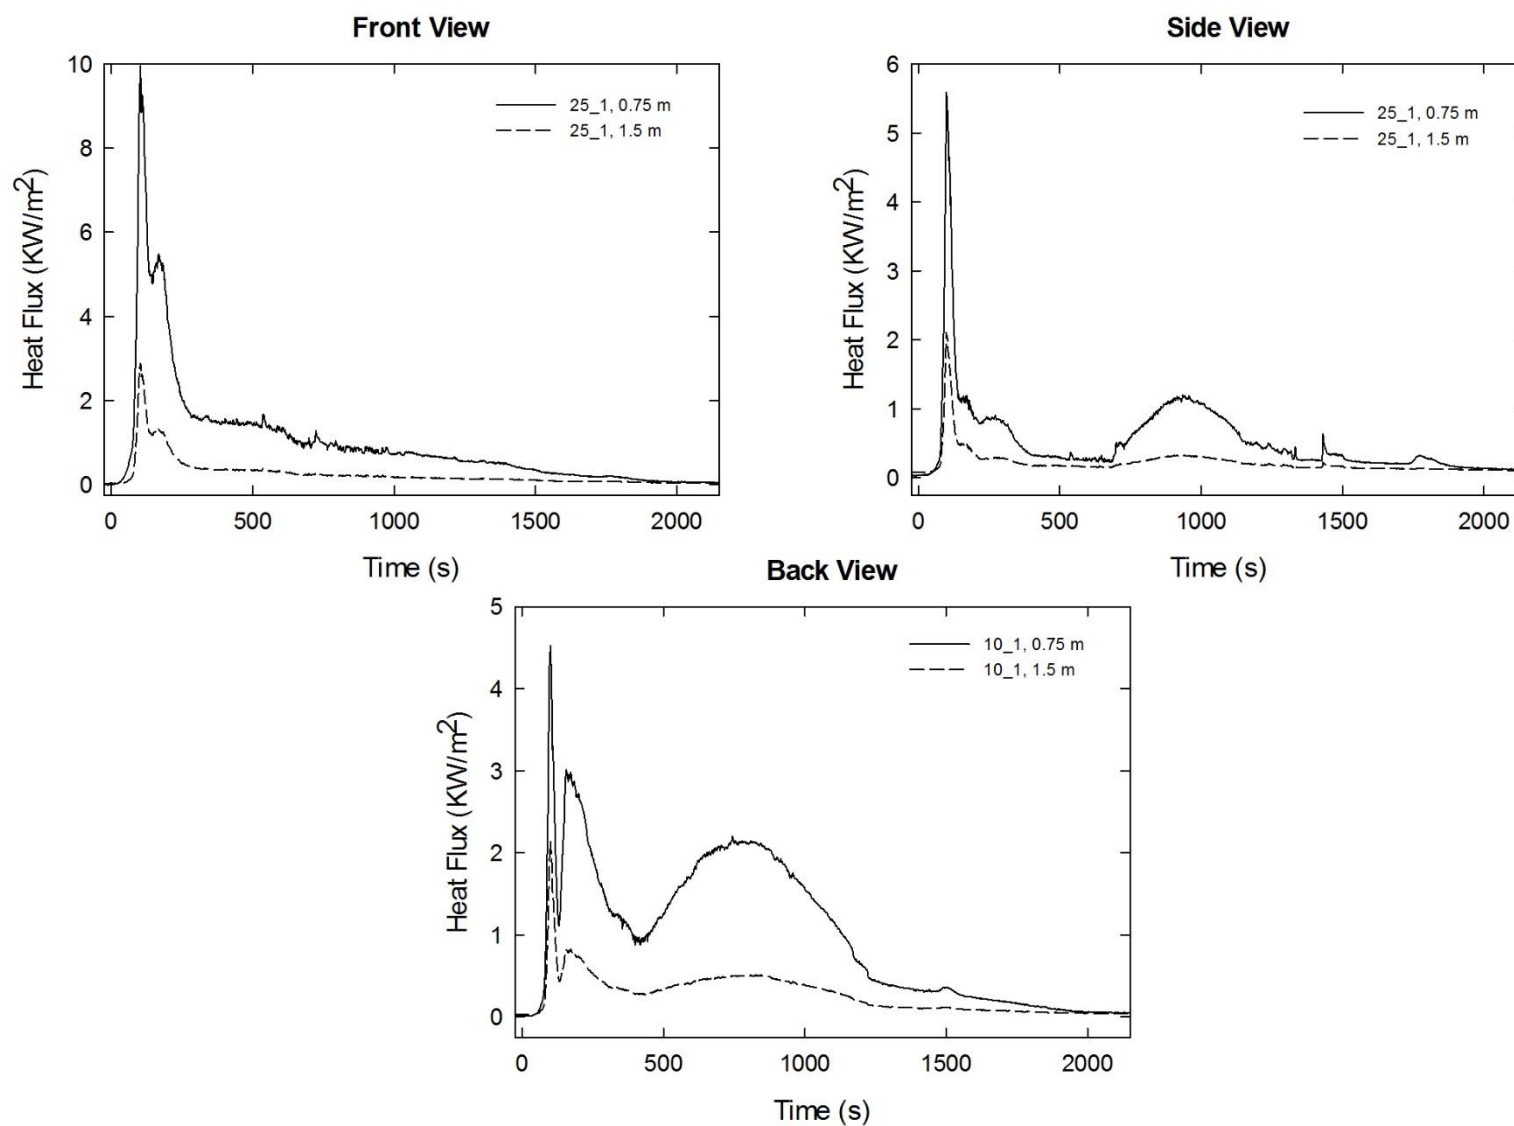 Front View
10
8
6
4
2
0
Heat Flux (KW/m²)
25_1, 0.75 m
25_1, 1.5 m
0 500 1000 1500 2000
Time (s)
Side View
6
5
4
3
2
1
0
Heat Flux (KW/m²)
25_1, 0.75 m
25_1, 1.5 m
0 500 1000 1500 2000
Time (s)
Back View
5
4
3
2
1
0
Heat Flux (KW/m²)
10_1, 0.75 m
10_1, 1.5 m
0 500 1000 1500 2000
Time (s)